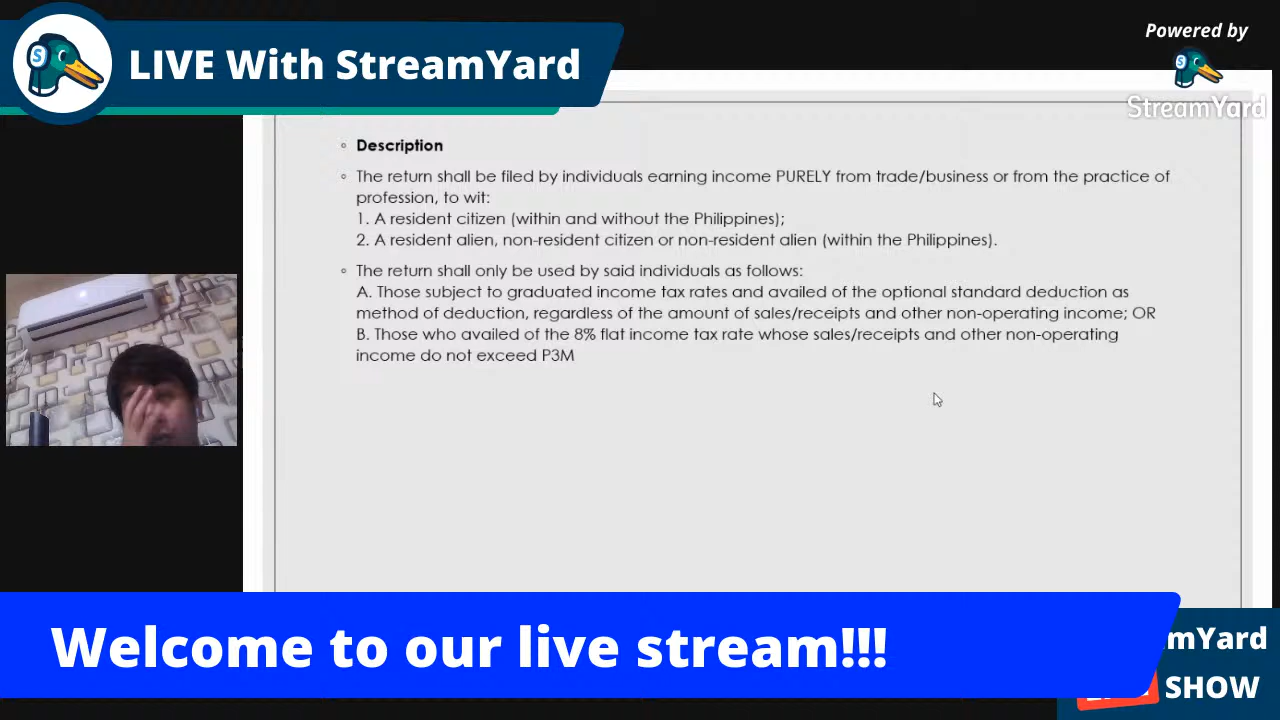 LIVE With StreamYard
Powered by
StreamYard
Description
The return shall be filed by individuals earning income PURELY from trade/business or from the practice of
profession, to wit:
1. A resident citizen (within and without the Philippines);
2. A resident alien, non-resident citizen or non-resident alien (within the Philippines).
The return shall only be used by said individuals as follows:
A. Those subject to graduated income tax rates and availed of the optional standard deduction as
method of deduction, regardless of the amount of sales/receipts and other non-operating income; OR
B. Those who availed of the 8% flat income tax rate whose sales/receipts and other non-operating
income do not exceed P3M
Welcome to our live stream!!!
mYard
SHOW